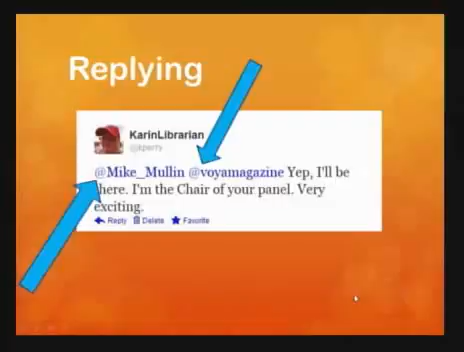 Replying
KarinLibrarian
@kperry
@Mike_Mullin @voyamagazine Yep, I'll be
there. I'm the Chair of your panel. Very
exciting.
Reply Delete Favorite